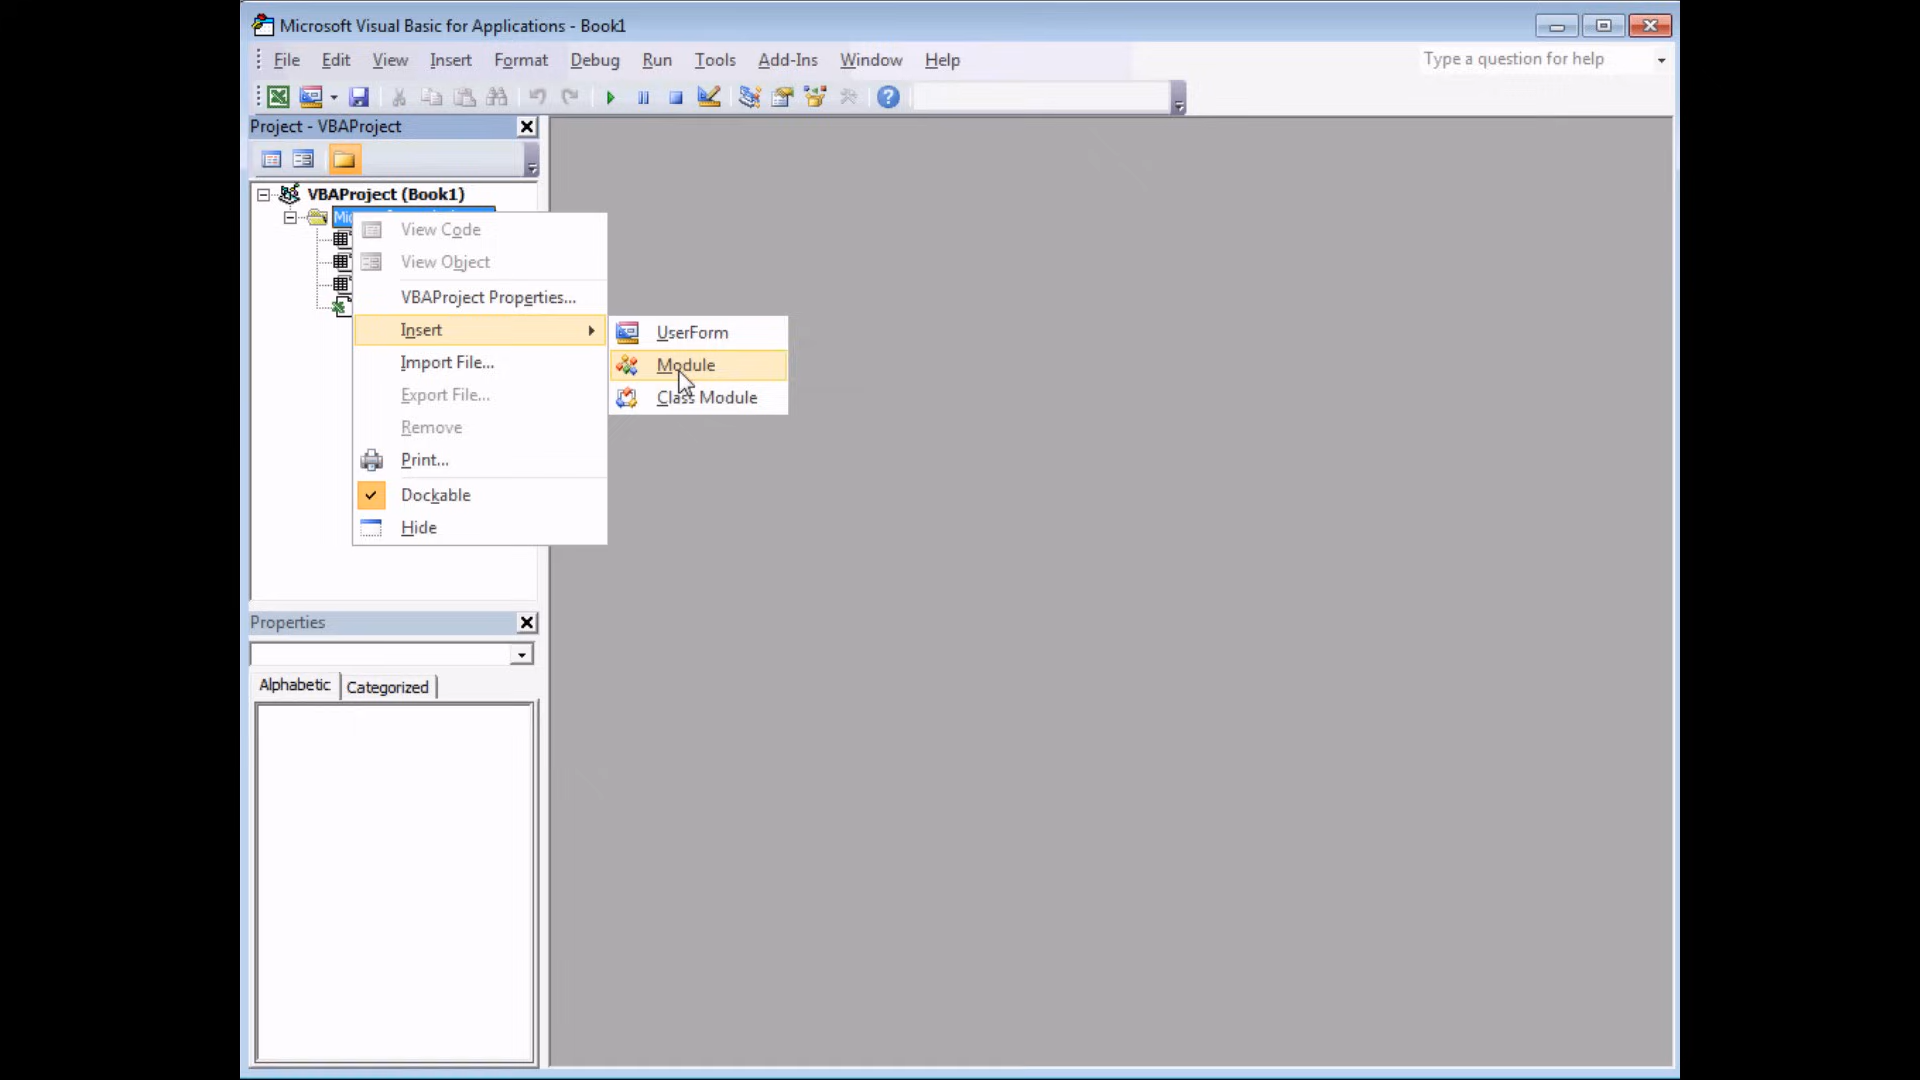 Microsoft Visual Basic for Applications - Book1
File Edit View Insert Format Debug Run Tools Add-Ins Window Help
Type a question for help
Project - VBAProject
VBAProject (Book1)
View Code
View Object
VBAProject Properties...
Insert
UserForm
Module
Class Module
Import File...
Export File...
Remove
Print...
Dockable
Hide
Properties
Alphabetic Categorized